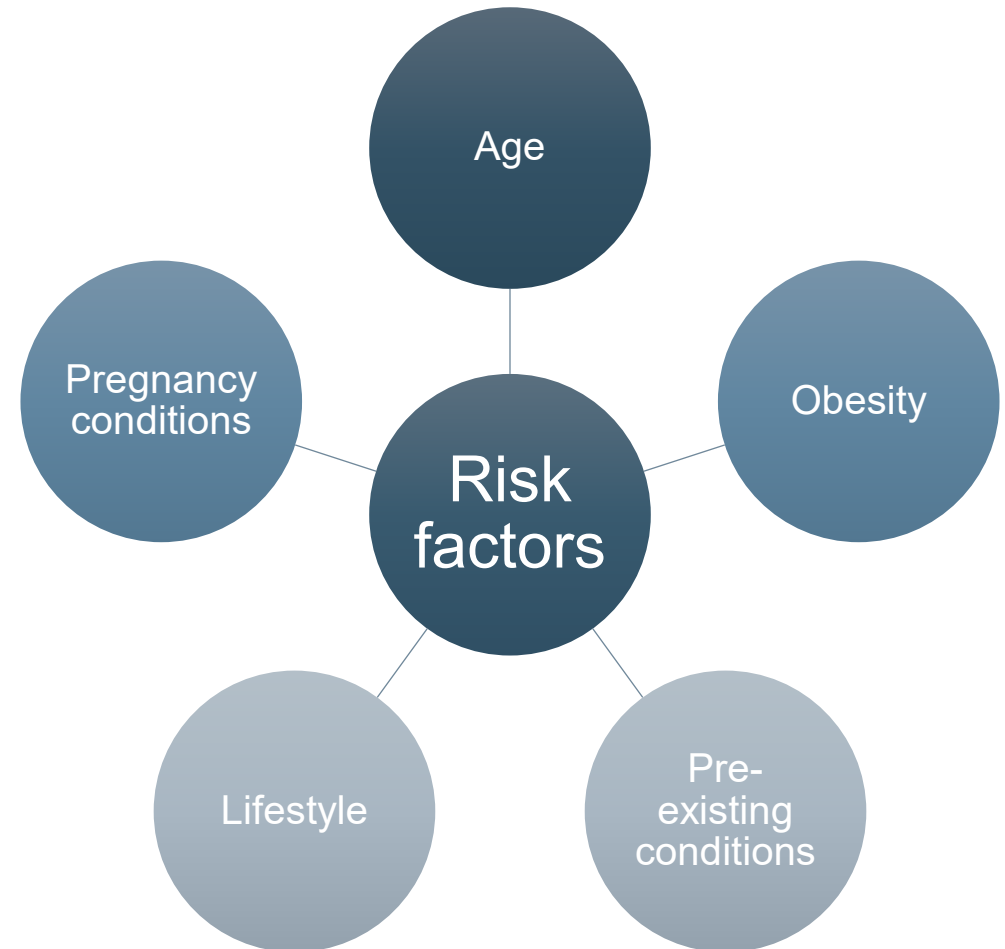 Age
Pregnancy
conditions
Obesity
Risk
factors
Lifestyle
Pre-
existing
conditions